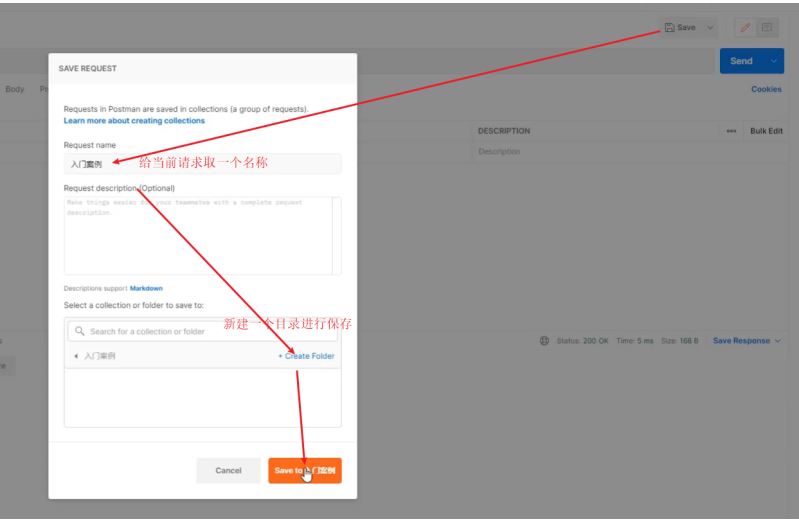 Save
SAVE REQUEST
Send
Body
Cookies
Requests in Postman are saved in collections (a group of requests).
Learn more about creating collections
DESCRIPTION
Bulk Edit
Request name
Description
入门案例
给当前请求取一个名称
Request description (Optional)
Make things easier for your teammates with a complete request
description.
Descriptions support Markdown
Select a collection or folder to save to:
新建一个目录进行保存
Search for a collection or folder
Status: 200 OK Time: 5 ms Size: 168 B Save Response
入门案例
+ Create Folder
Cancel
Save to 入门案例